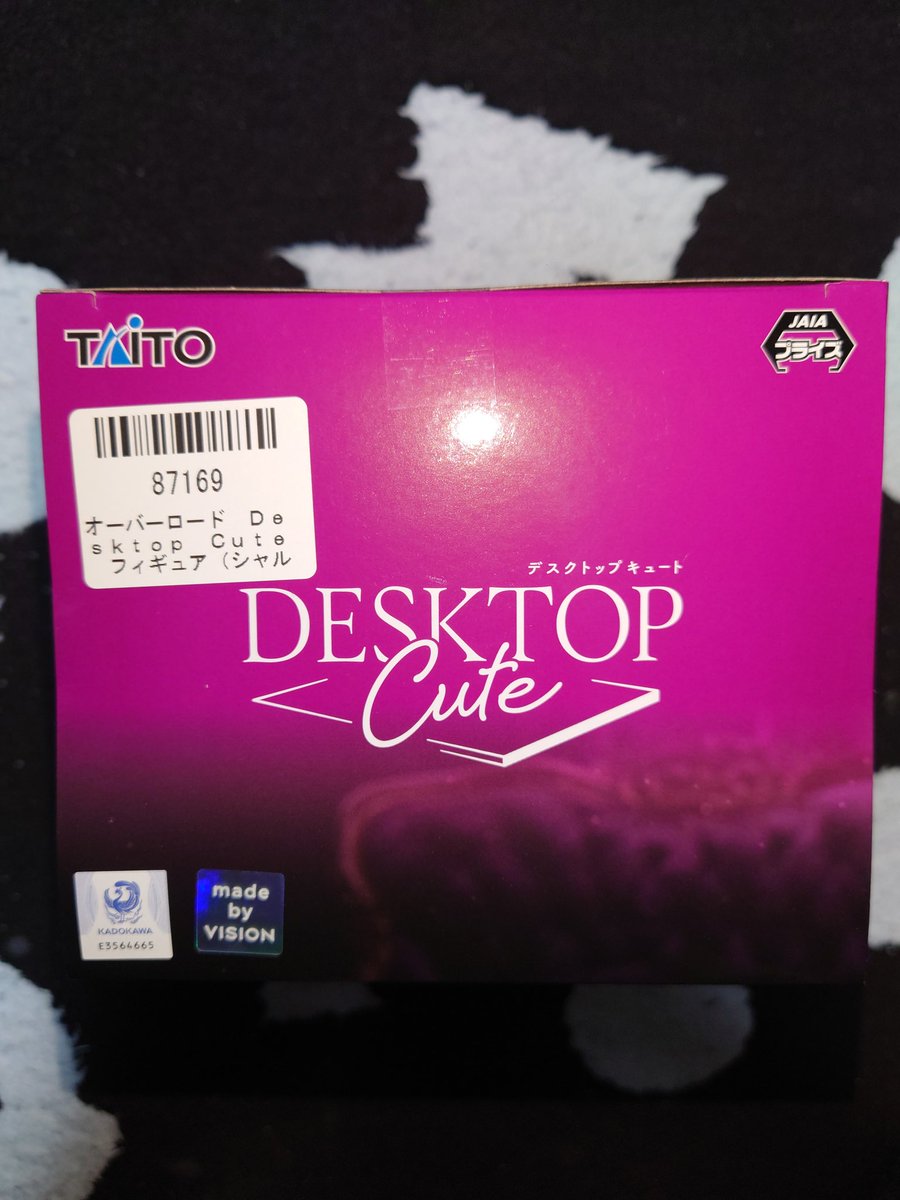 TAITO
JAIA
プライズ
87169
オーバーロード　Ｄｅ
ｓｋｔｏｐ　Ｃｕｔｅ
フィギュア（シャル
デスクトップキュート
DESKTOP
Cute
KADOKAWA
E3564665
made
by
VISION